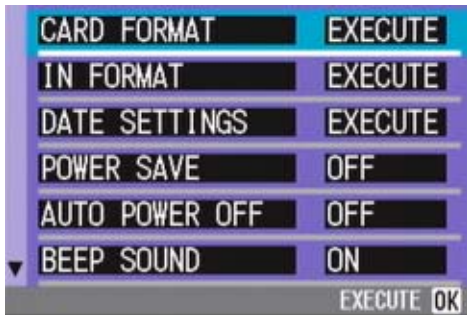 CARD FORMAT EXECUTE
IN FORMAT EXECUTE
DATE SETTINGS EXECUTE
POWER SAVE OFF
AUTO POWER OFF OFF
BEEP SOUND ON
EXECUTE OK